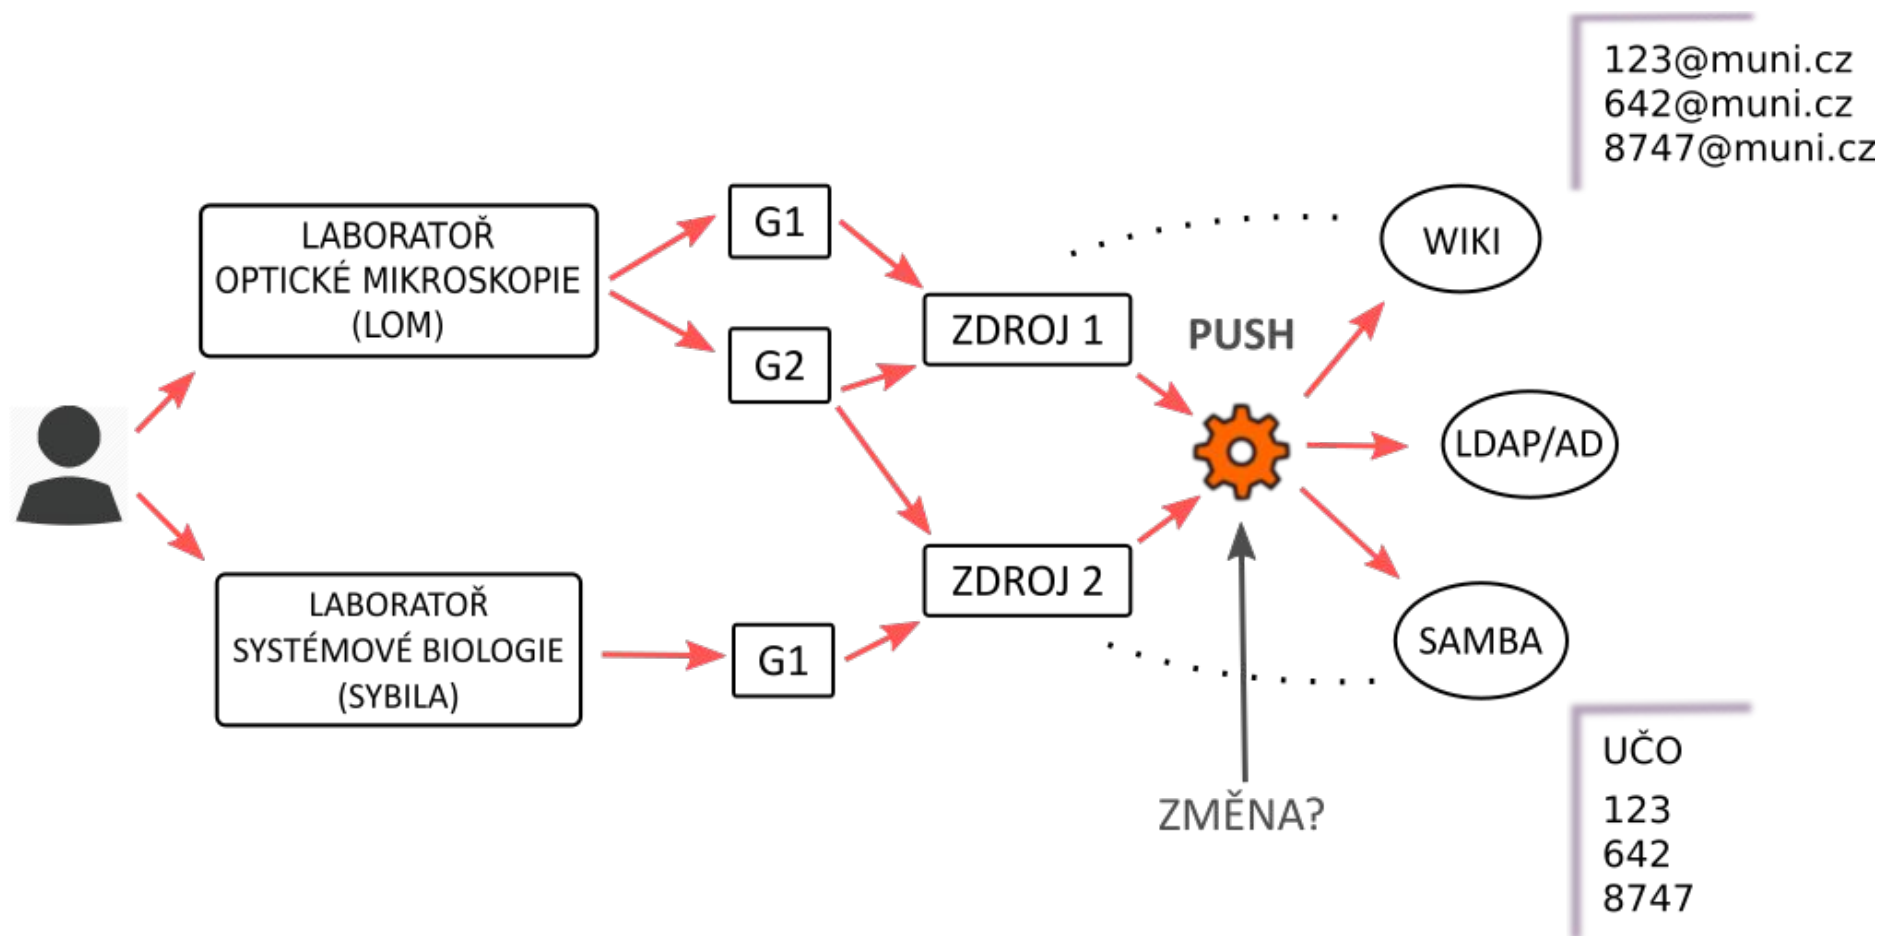 123@muni.cz
642@muni.cz
8747@muni.cz
LABORATOŘ
OPTICKÉ MIKROSKOPIE
(LOM)
G1
G2
ZDROJ 1
PUSH
WIKI
LDAP/AD
LABORATOŘ
SYSTÉMOVÉ BIOLOGIE
(SYBILA)
G1
ZDROJ 2
SAMBA
ZMĚNA?
UČO
123
642
8747